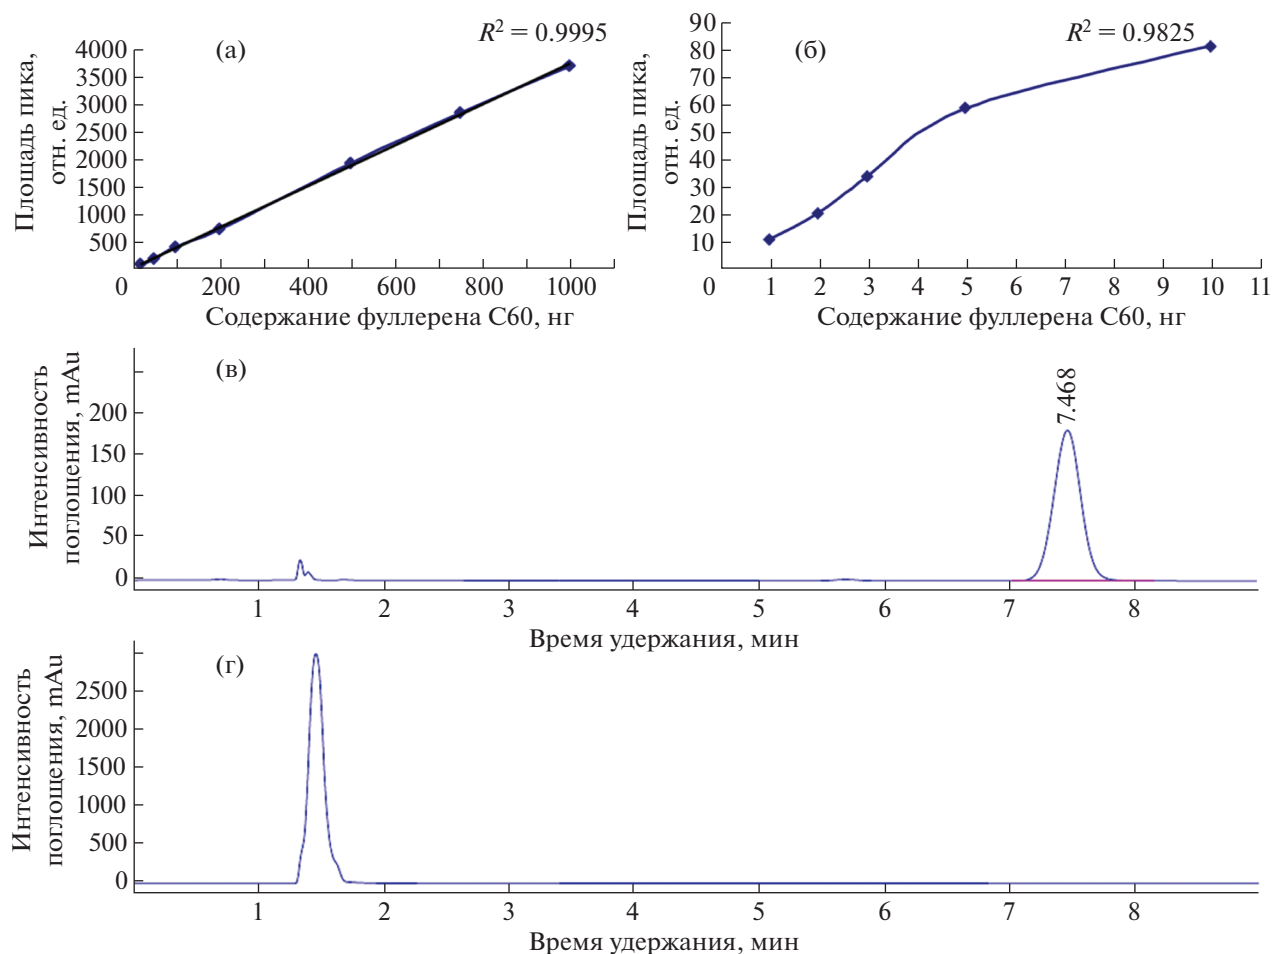 (а)
R² = 0.9995
Площадь пика,
отн. ед.
4000
3500
3000
2500
2000
1500
1000
500
0 200 400 600 800 1000
Содержание фуллерена С60, нг
(б)
R² = 0.9825
Площадь пика,
отн. ед.
90
80
70
60
50
40
30
20
10
0 1 2 3 4 5 6 7 8 9 10 11
Содержание фуллерена С60, нг
(в)
7.468
Интенсивность
поглощения, mAu
200
150
100
50
0
1 2 3 4 5 6 7 8
Время удержания, мин
(г)
Интенсивность
поглощения, mAu
2500
2000
1500
1000
500
0
1 2 3 4 5 6 7 8
Время удержания, мин